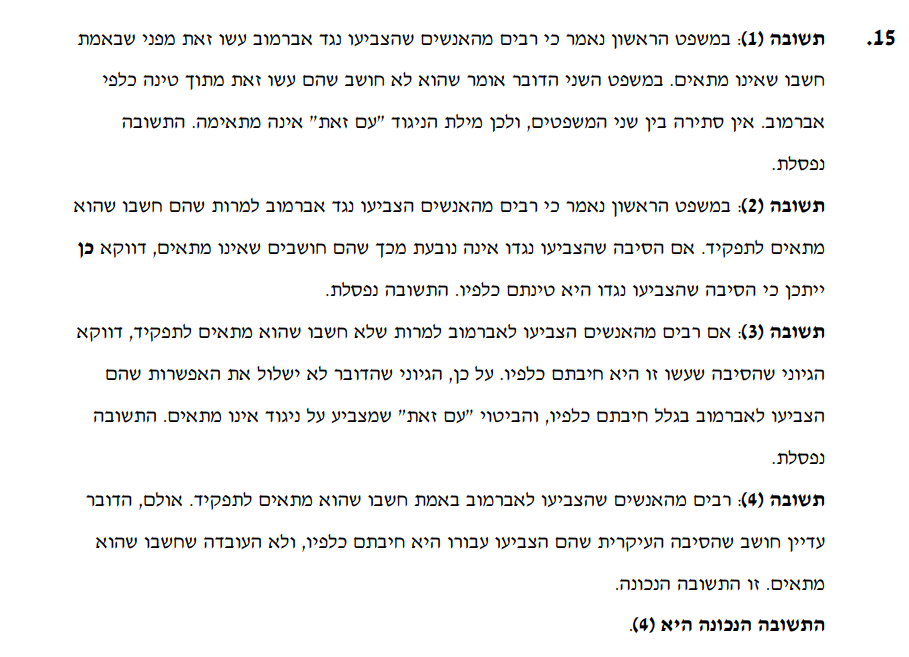 15. תשובה (1): במשפט הראשון נאמר כי רבים מהאנשים שהצביעו נגד אברמוב עשו זאת מפני שבאמת
חשבו שאינו מתאים. במשפט השני הדובר אומר שהוא לא חושב שהם עשו זאת מתוך טינה כלפי
אברמוב. אין סתירה בין שני המשפטים, ולכן מילת הניגוד "עם זאת" אינה מתאימה. התשובה
נפסלת.
תשובה (2): במשפט הראשון נאמר כי רבים מהאנשים הצביעו נגד אברמוב למרות שהם חשבו שהוא
מתאים לתפקיד. אם הסיבה שהצביעו נגדו אינה נובעת מכך שהם חושבים שאינו מתאים, דווקא כן
ייתכן כי הסיבה שהצביעו נגדו היא טינתם כלפיו. התשובה נפסלת.
תשובה (3): אם רבים מהאנשים הצביעו לאברמוב למרות שלא חשבו שהוא מתאים לתפקיד, דווקא
הגיוני שהסיבה שעשו זו היא חיבתם כלפיו. על כן, הגיוני שהדובר לא ישלול את האפשרות שהם
הצביעו לאברמוב בגלל חיבתם כלפיו, והביטוי "עם זאת" שמצביע על ניגוד אינו מתאים. התשובה
נפסלת.
תשובה (4): רבים מהאנשים שהצביעו לאברמוב באמת חשבו שהוא מתאים לתפקיד. אולם, הדובר
עדיין חושב שהסיבה העיקרית שהם הצביעו עבורו היא חיבתם כלפיו, ולא העובדה שחשבו שהוא
מתאים. זו התשובה הנכונה.
התשובה הנכונה היא (4).